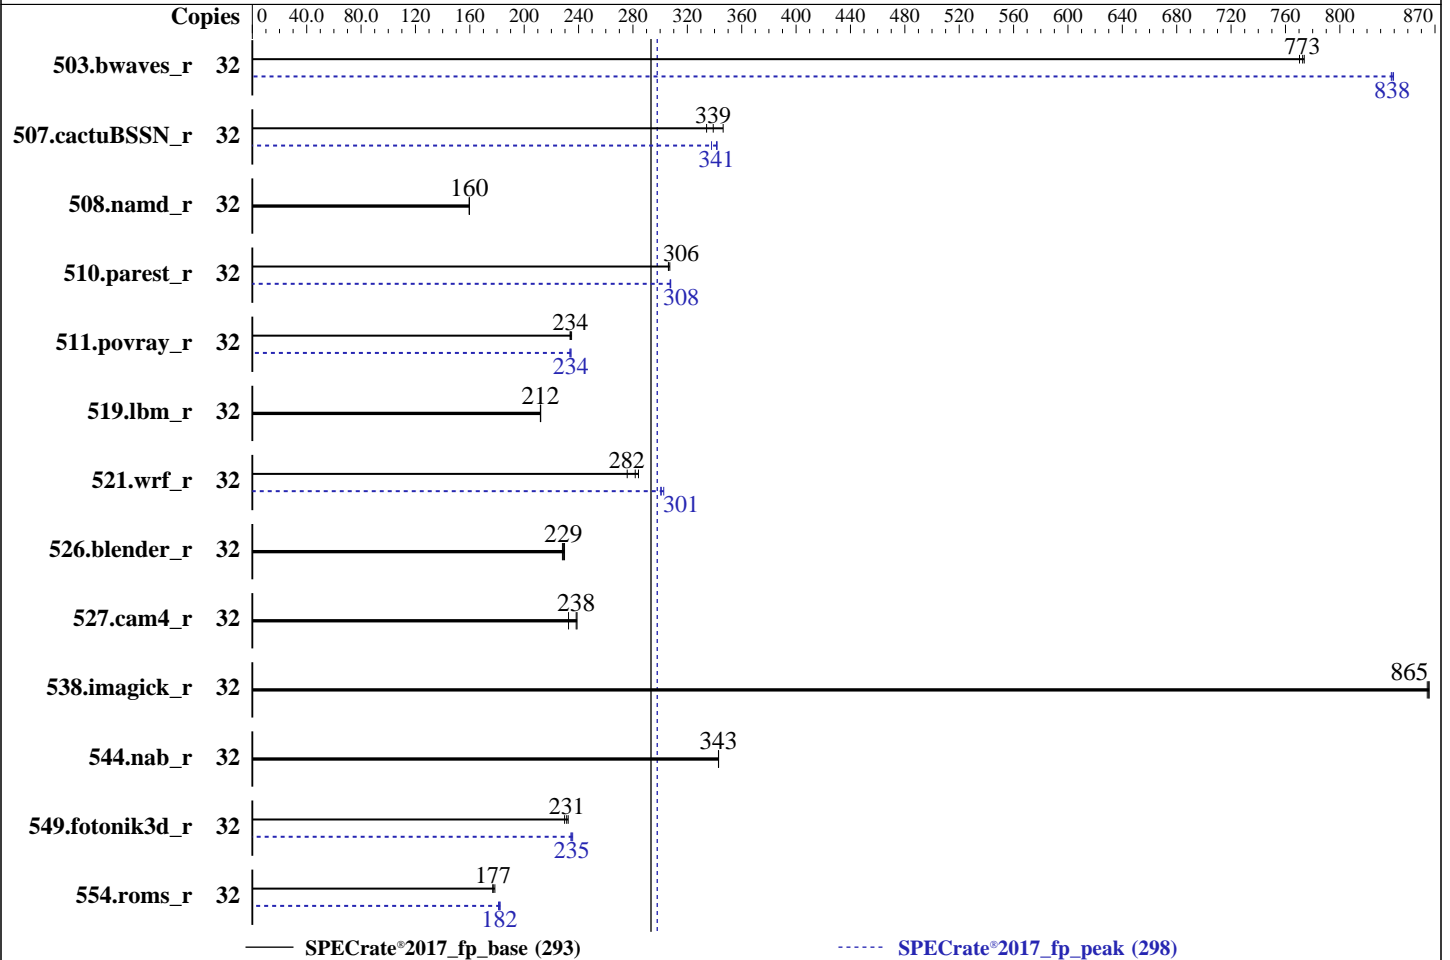 Copies 0 40.0 80.0 120 160 200 240 280 320 360 400 440 480 520 560 600 640 680 720 760 800 870
503.bwaves_r 32 773
838
507.cactuBSSN_r 32 339
341
508.namd_r 32 160
510.parest_r 32 306
308
511.povray_r 32 234
234
519.lbm_r 32 212
521.wrf_r 32 282
301
526.blender_r 32 229
527.cam4_r 32 238
538.imagick_r 32 865
544.nab_r 32 343
549.fotonik3d_r 32 231
235
554.roms_r 32 177
182
SPECrate®2017_fp_base (293) SPECrate®2017_fp_peak (298)